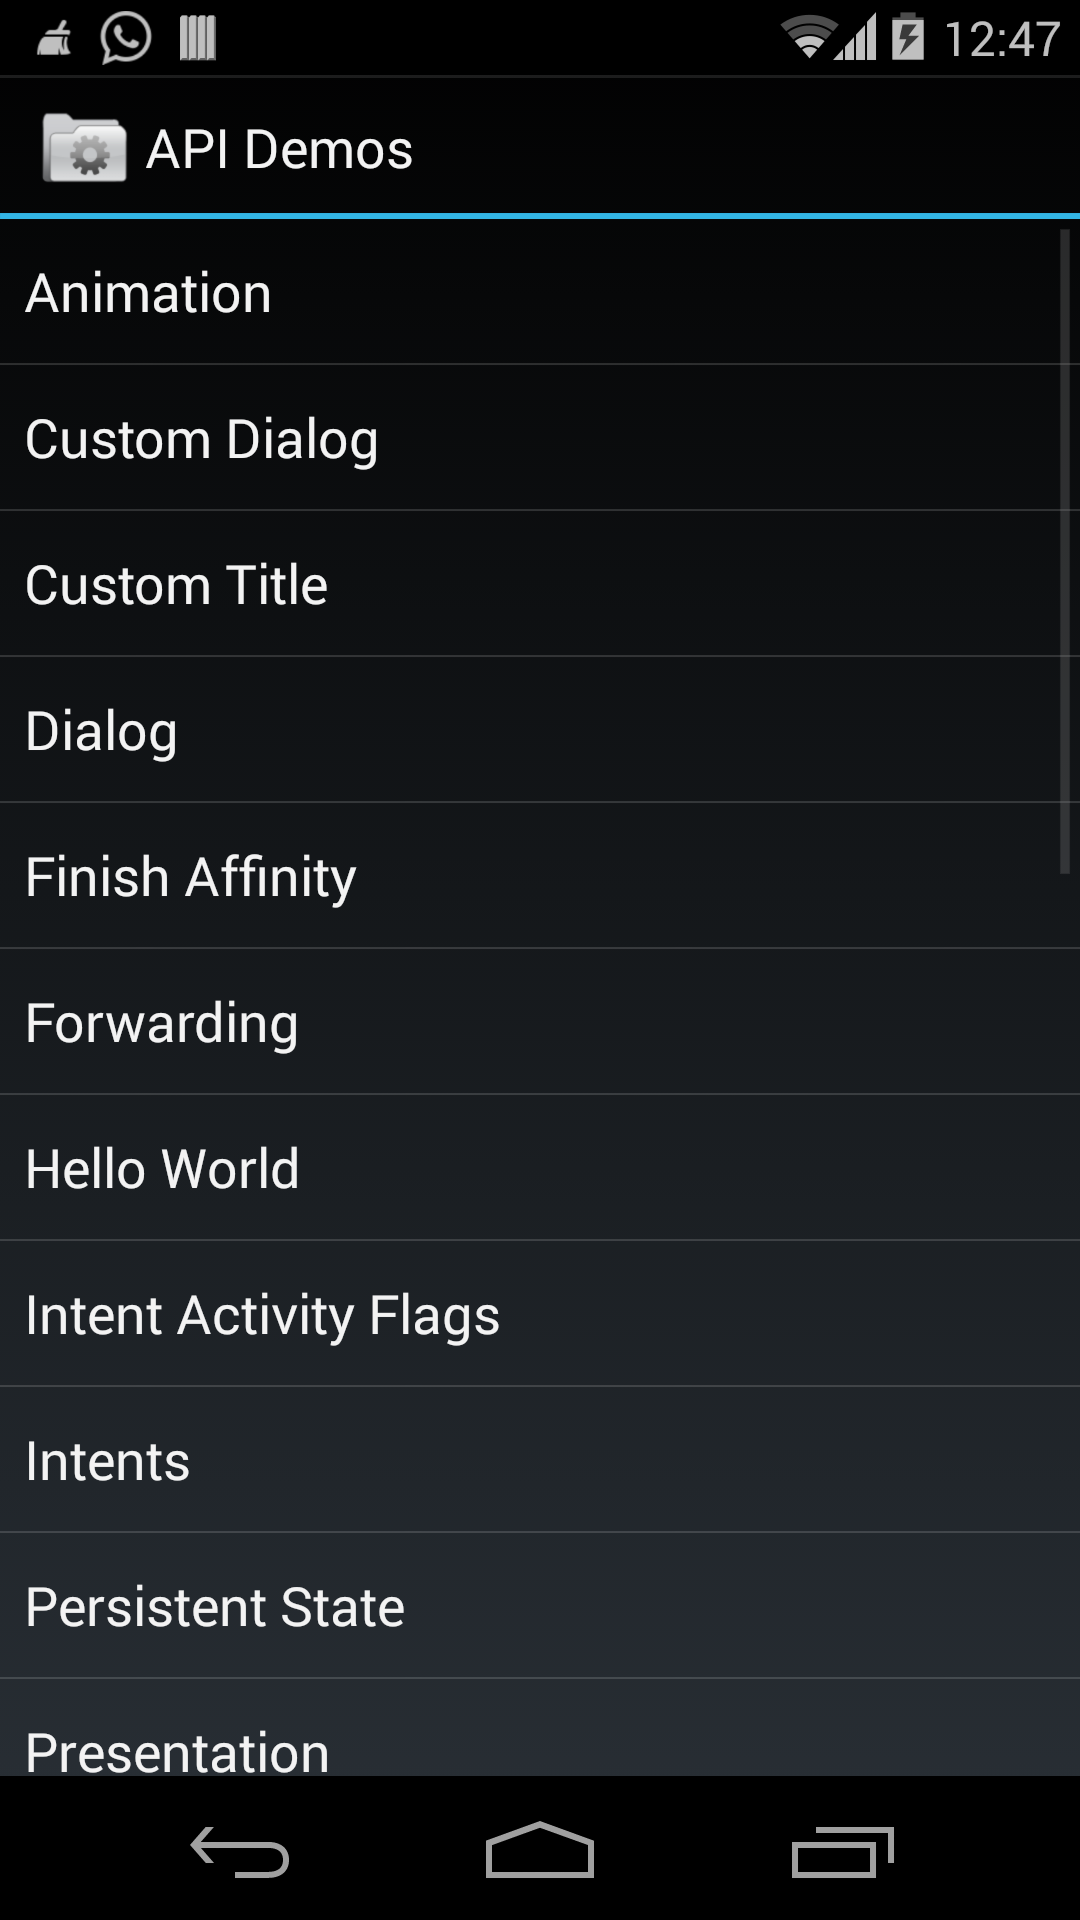 12:47
API Demos
Animation
Custom Dialog
Custom Title
Dialog
Finish Affinity
Forwarding
Hello World
Intent Activity Flags
Intents
Persistent State
Presentation